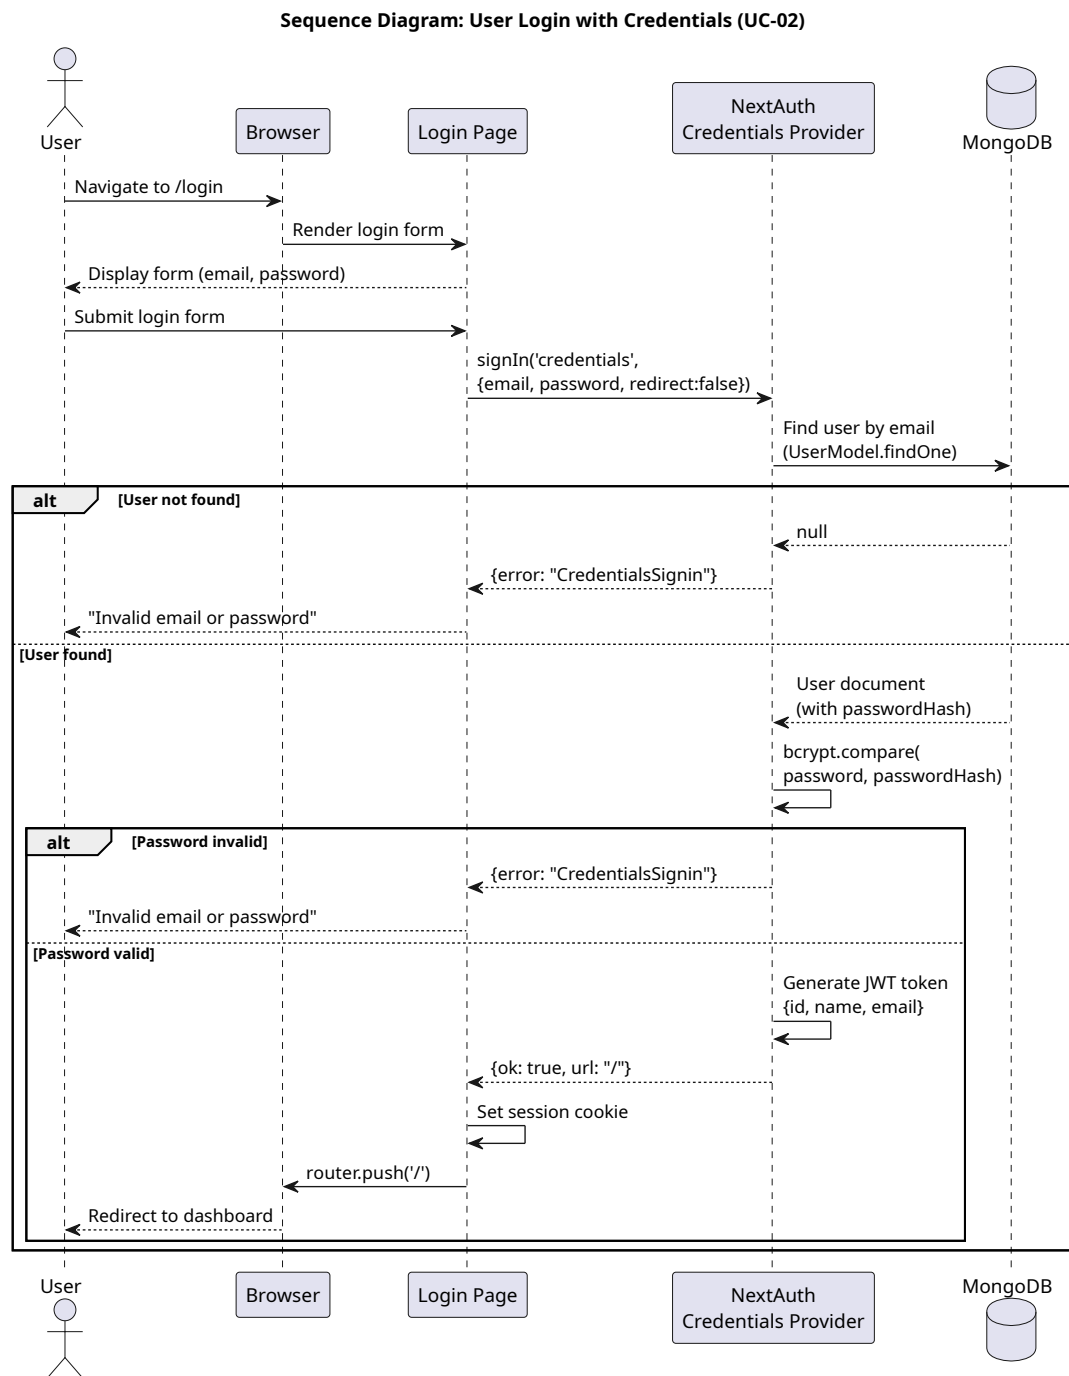 Sequence Diagram: User Login with Credentials (UC-02)
User
Browser
Login Page
NextAuth
Credentials Provider
MongoDB
Navigate to /login
Render login form
Display form (email, password)
Submit login form
signIn('credentials',
{email, password, redirect:false})
Find user by email
(UserModel.findOne)
alt [User not found]
null
{error: "CredentialsSignin"}
"Invalid email or password"
[User found]
User document
(with passwordHash)
bcrypt.compare(
password, passwordHash)
alt [Password invalid]
{error: "CredentialsSignin"}
"Invalid email or password"
[Password valid]
Generate JWT token
{id, name, email}
{ok: true, url: "/"}
Set session cookie
router.push('/')
Redirect to dashboard
User
Browser
Login Page
NextAuth
Credentials Provider
MongoDB